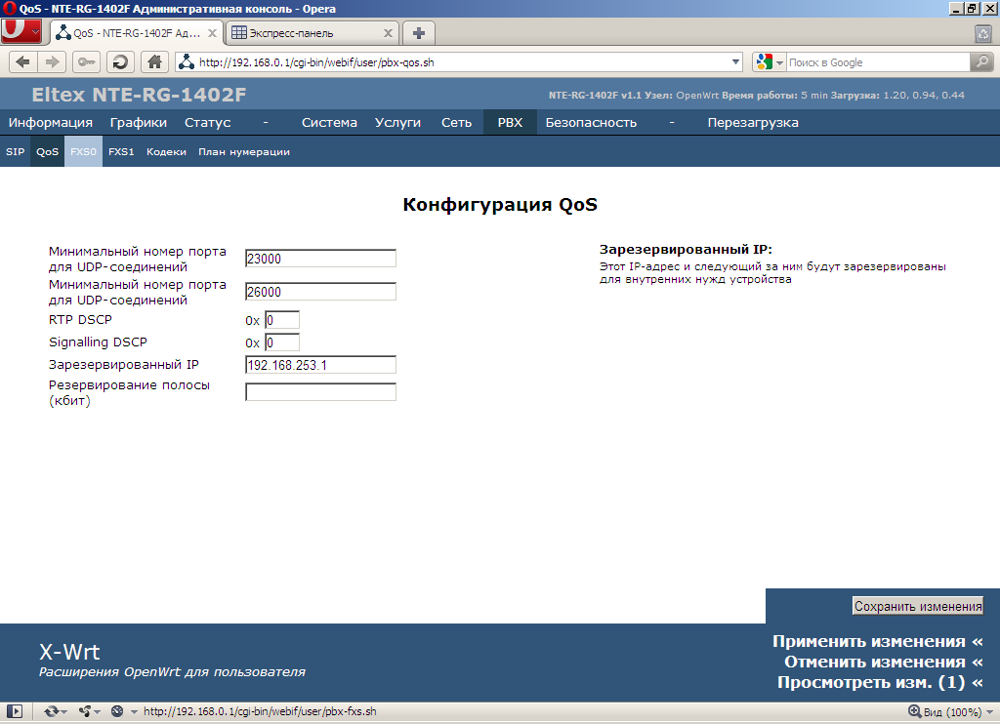 QoS - NTE-RG-1402F Административная консоль - Opera
QoS - NTE-RG-1402F Ад...
Экспресс-панель
http://192.168.0.1/cgi-bin/webif/user/pbx-qos.sh
Поиск в Google
Eltex NTE-RG-1402F
NTE-RG-1402F v1.1 Узел: OpenWrt Время работы: 5 min Загрузка: 1.20, 0.94, 0.44
Информация Графики Статус - Система Услуги Сеть PBX Безопасность - Перезагрузка
SIP QoS FXS0 FXS1 Кодеки План нумерации
Конфигурация QoS
Минимальный номер порта
для UDP-соединений
23000
Минимальный номер порта
для UDP-соединений
26000
RTP DSCP 0x 0
Signalling DSCP 0x 0
Зарезервированный IP 192.168.253.1
Резервирование полосы
(кбит)
Зарезервированный IP:
Этот IP-адрес и следующий за ним будут зарезервированы
для внутренних нужд устройства
Сохранить изменения
X-Wrt
Расширения OpenWrt для пользователя
Применить изменения «
Отменить изменения «
Просмотреть изм. (1) «
http://192.168.0.1/cgi-bin/webif/user/pbx-fxs.sh
Вид (100%)